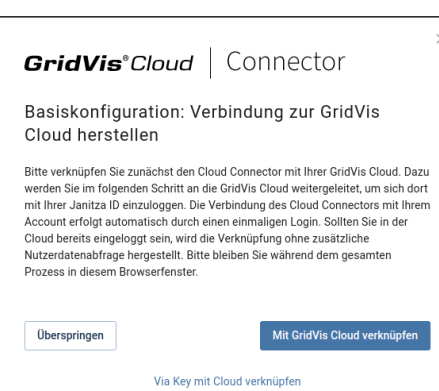 GridVis® Cloud | Connector
Basiskonfiguration: Verbindung zur GridVis
Cloud herstellen
Bitte verknüpfen Sie zunächst den Cloud Connector mit Ihrer GridVis Cloud. Dazu
werden Sie im folgenden Schritt an die GridVis Cloud weitergeleitet, um sich dort
mit Ihrer Janitza ID einzuloggen. Die Verbindung des Cloud Connectors mit Ihrem
Account erfolgt automatisch durch einen einmaligen Login. Sollten Sie in der
Cloud bereits eingeloggt sein, wird die Verknüpfung ohne zusätzliche
Nutzerdatenabfrage hergestellt. Bitte bleiben Sie während dem gesamten
Prozess in diesem Browserfenster.
Überspringen
Mit GridVis Cloud verknüpfen
Via Key mit Cloud verknüpfen